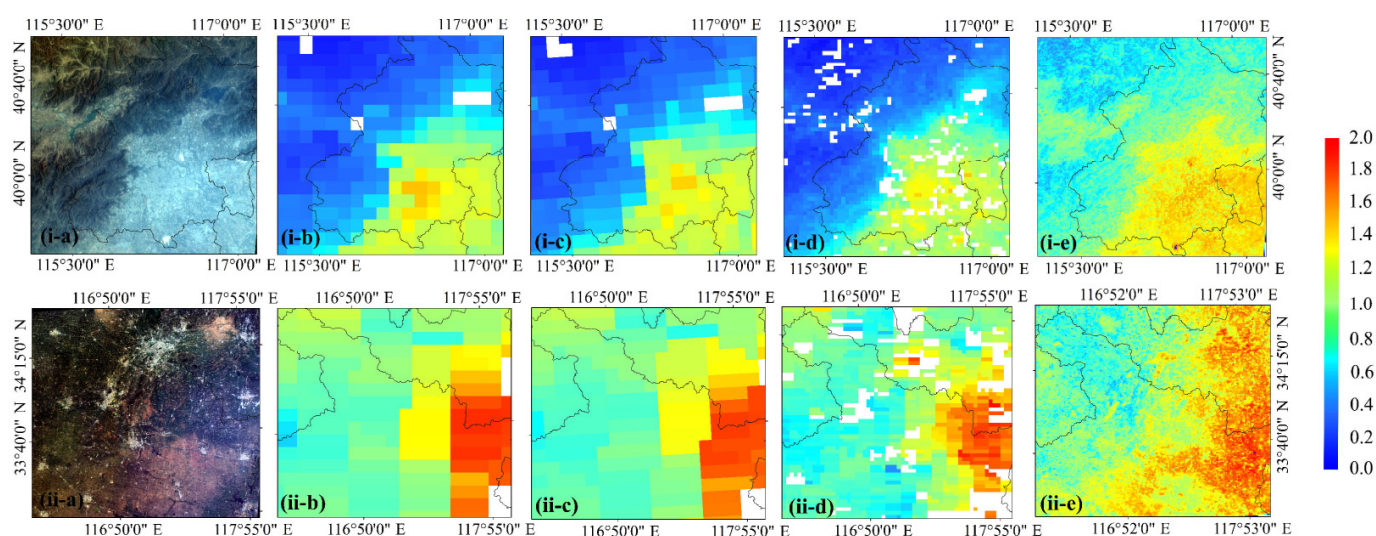 115°30'0" E 117°0'0" E 115°30'0" E 117°0'0" E 115°30'0" E 117°0'0" E 115°30'0" E 117°0'0" E 115°30'0" E 117°0'0" E
40°40'0" N 40°0'0" N
(i-a) (i-b) (i-c) (i-d) (i-e)
40°40'0" N 40°0'0" N
115°30'0" E 117°0'0" E 115°30'0" E 117°0'0" E 115°30'0" E 117°0'0" E 115°30'0" E 117°0'0" E 115°30'0" E 117°0'0" E
116°50'0" E 117°55'0" E 116°50'0" E 117°55'0" E 116°50'0" E 117°55'0" E 116°50'0" E 117°55'0" E 116°52'0" E 117°53'0" E
34°15'0" N 33°40'0" N
(ii-a) (ii-b) (ii-c) (ii-d) (ii-e)
34°15'0" N 33°40'0" N
116°50'0" E 117°55'0" E 116°50'0" E 117°55'0" E 116°50'0" E 117°55'0" E 116°50'0" E 117°55'0" E 116°52'0" E 117°53'0" E
2.0
1.8
1.6
1.4
1.2
1.0
0.8
0.6
0.4
0.2
0.0